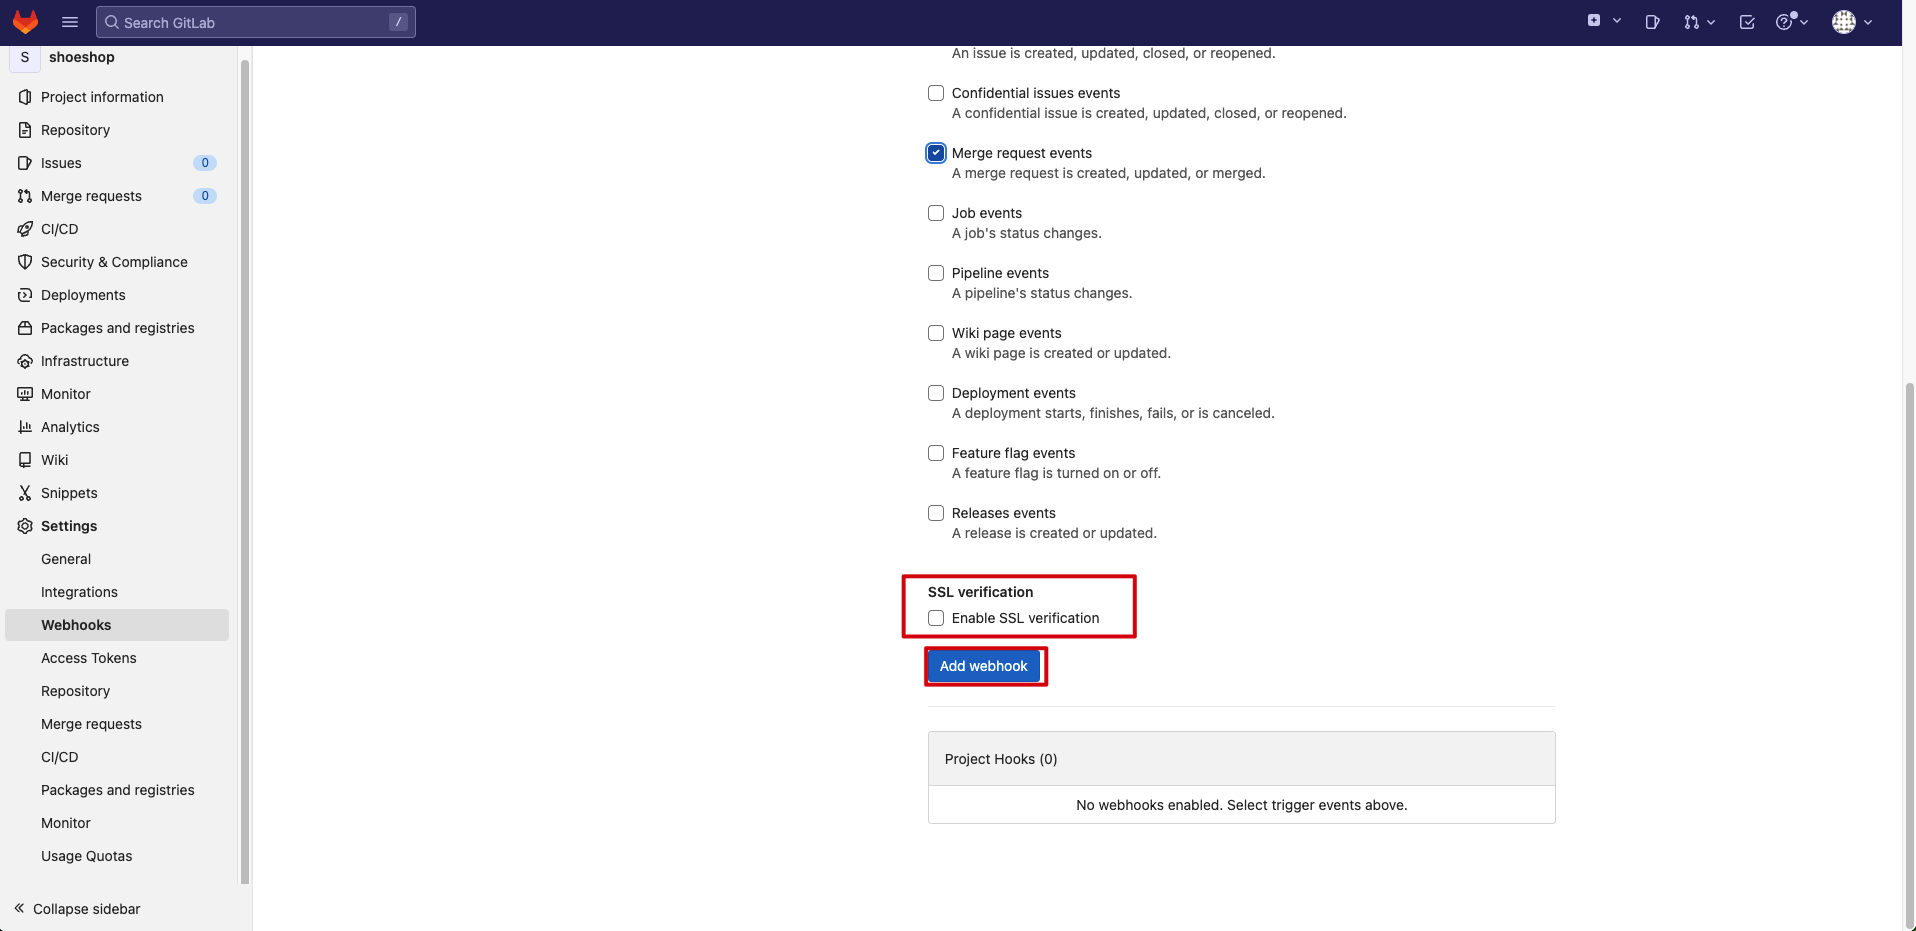 Search GitLab
/
S
shoeshop
Project information
Repository
Issues
0
Merge requests
0
CI/CD
Security & Compliance
Deployments
Packages and registries
Infrastructure
Monitor
Analytics
Wiki
Snippets
Settings
General
Integrations
Webhooks
Access Tokens
Repository
Merge requests
CI/CD
Packages and registries
Monitor
Usage Quotas
Collapse sidebar
An issue is created, updated, closed, or reopened.
Confidential issues events
A confidential issue is created, updated, closed, or reopened.
Merge request events
A merge request is created, updated, or merged.
Job events
A job's status changes.
Pipeline events
A pipeline's status changes.
Wiki page events
A wiki page is created or updated.
Deployment events
A deployment starts, finishes, fails, or is canceled.
Feature flag events
A feature flag is turned on or off.
Releases events
A release is created or updated.
SSL verification
Enable SSL verification
Add webhook
Project Hooks (0)
No webhooks enabled. Select trigger events above.